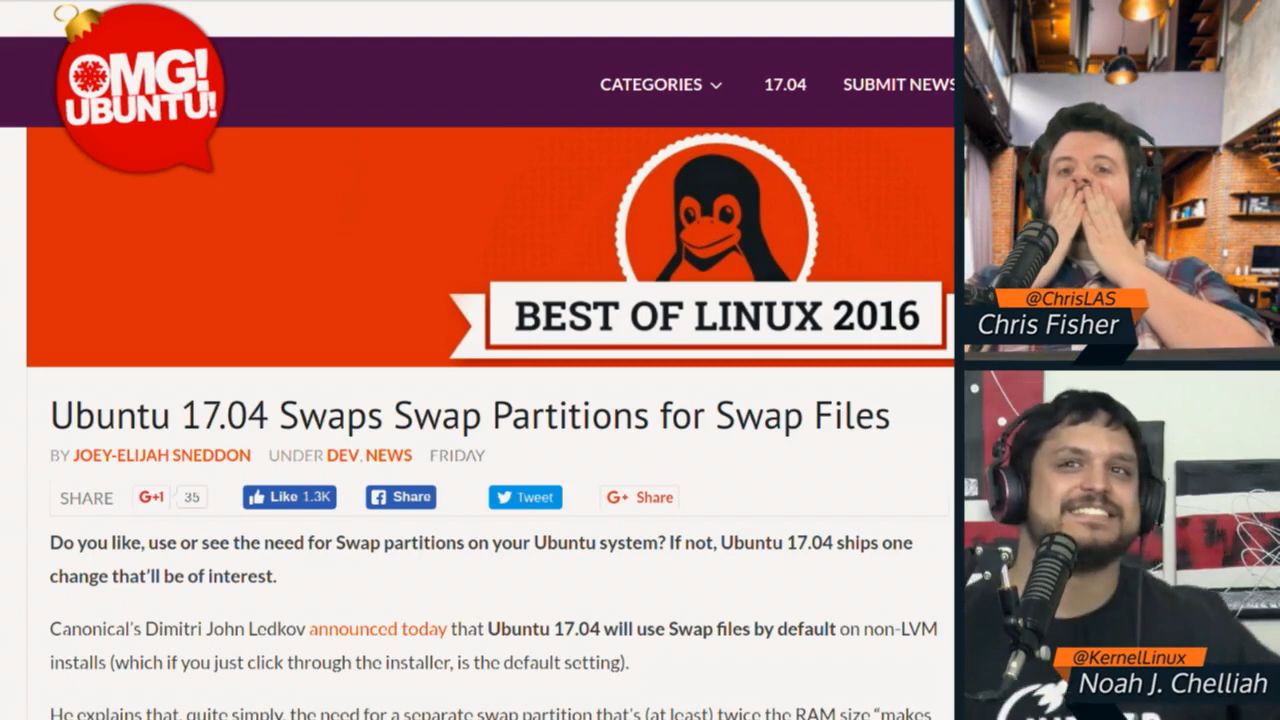 OMG!
UBUNTU!
CATEGORIES
17.04
SUBMIT NEWS
BEST OF LINUX 2016
Ubuntu 17.04 Swaps Swap Partitions for Swap Files
BY JOEY-ELIJAH SNEDDON UNDER DEV, NEWS FRIDAY
SHARE G+1 35 Like 1.3K Share Tweet G+ Share
Do you like, use or see the need for Swap partitions on your Ubuntu system? If not, Ubuntu 17.04 ships one
change that'll be of interest.
Canonical's Dimitri John Ledkov announced today that Ubuntu 17.04 will use Swap files by default on non-LVM
installs (which if you just click through the installer, is the default setting).
He explains that, quite simply, the need for a separate swap partition that's (at least) twice the RAM size "makes
@ChrisLAS
Chris Fisher
@KernelLinux
Noah J. Chelliah